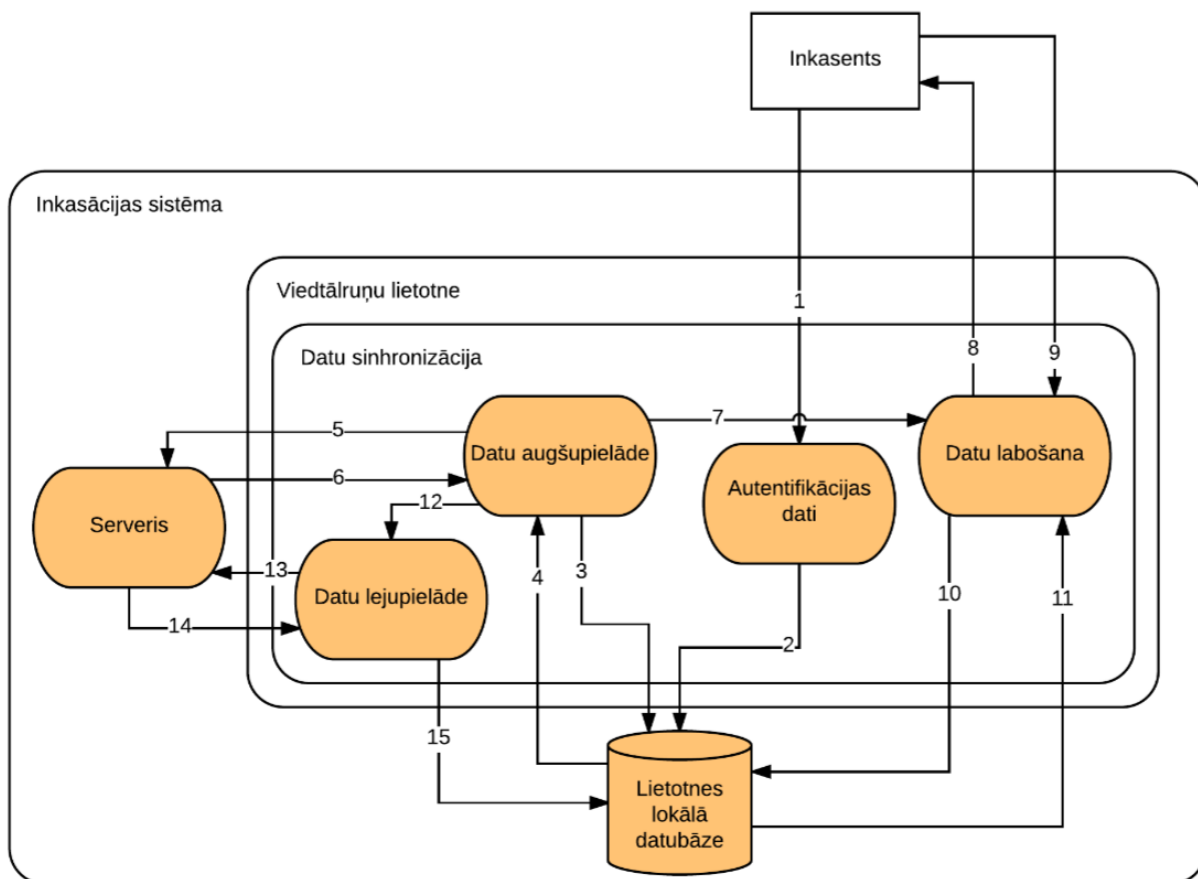 Inkasents
Inkasācijas sistēma
Viedtālruņu lietotne
1
8
9
Datu sinhronizācija
5
7
Datu augšupielāde
Datu labošana
6
Autentifikācijas
dati
12
Serveris
13
4
3
Datu lejupielāde
10
11
14
2
15
Lietotnes
lokālā
datubāze